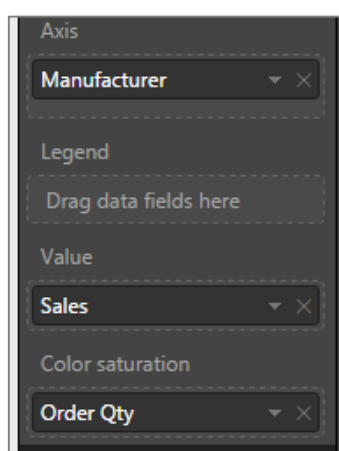 Axis
Manufacturer
Legend
Drag data fields here
Value
Sales
Color saturation
Order Qty